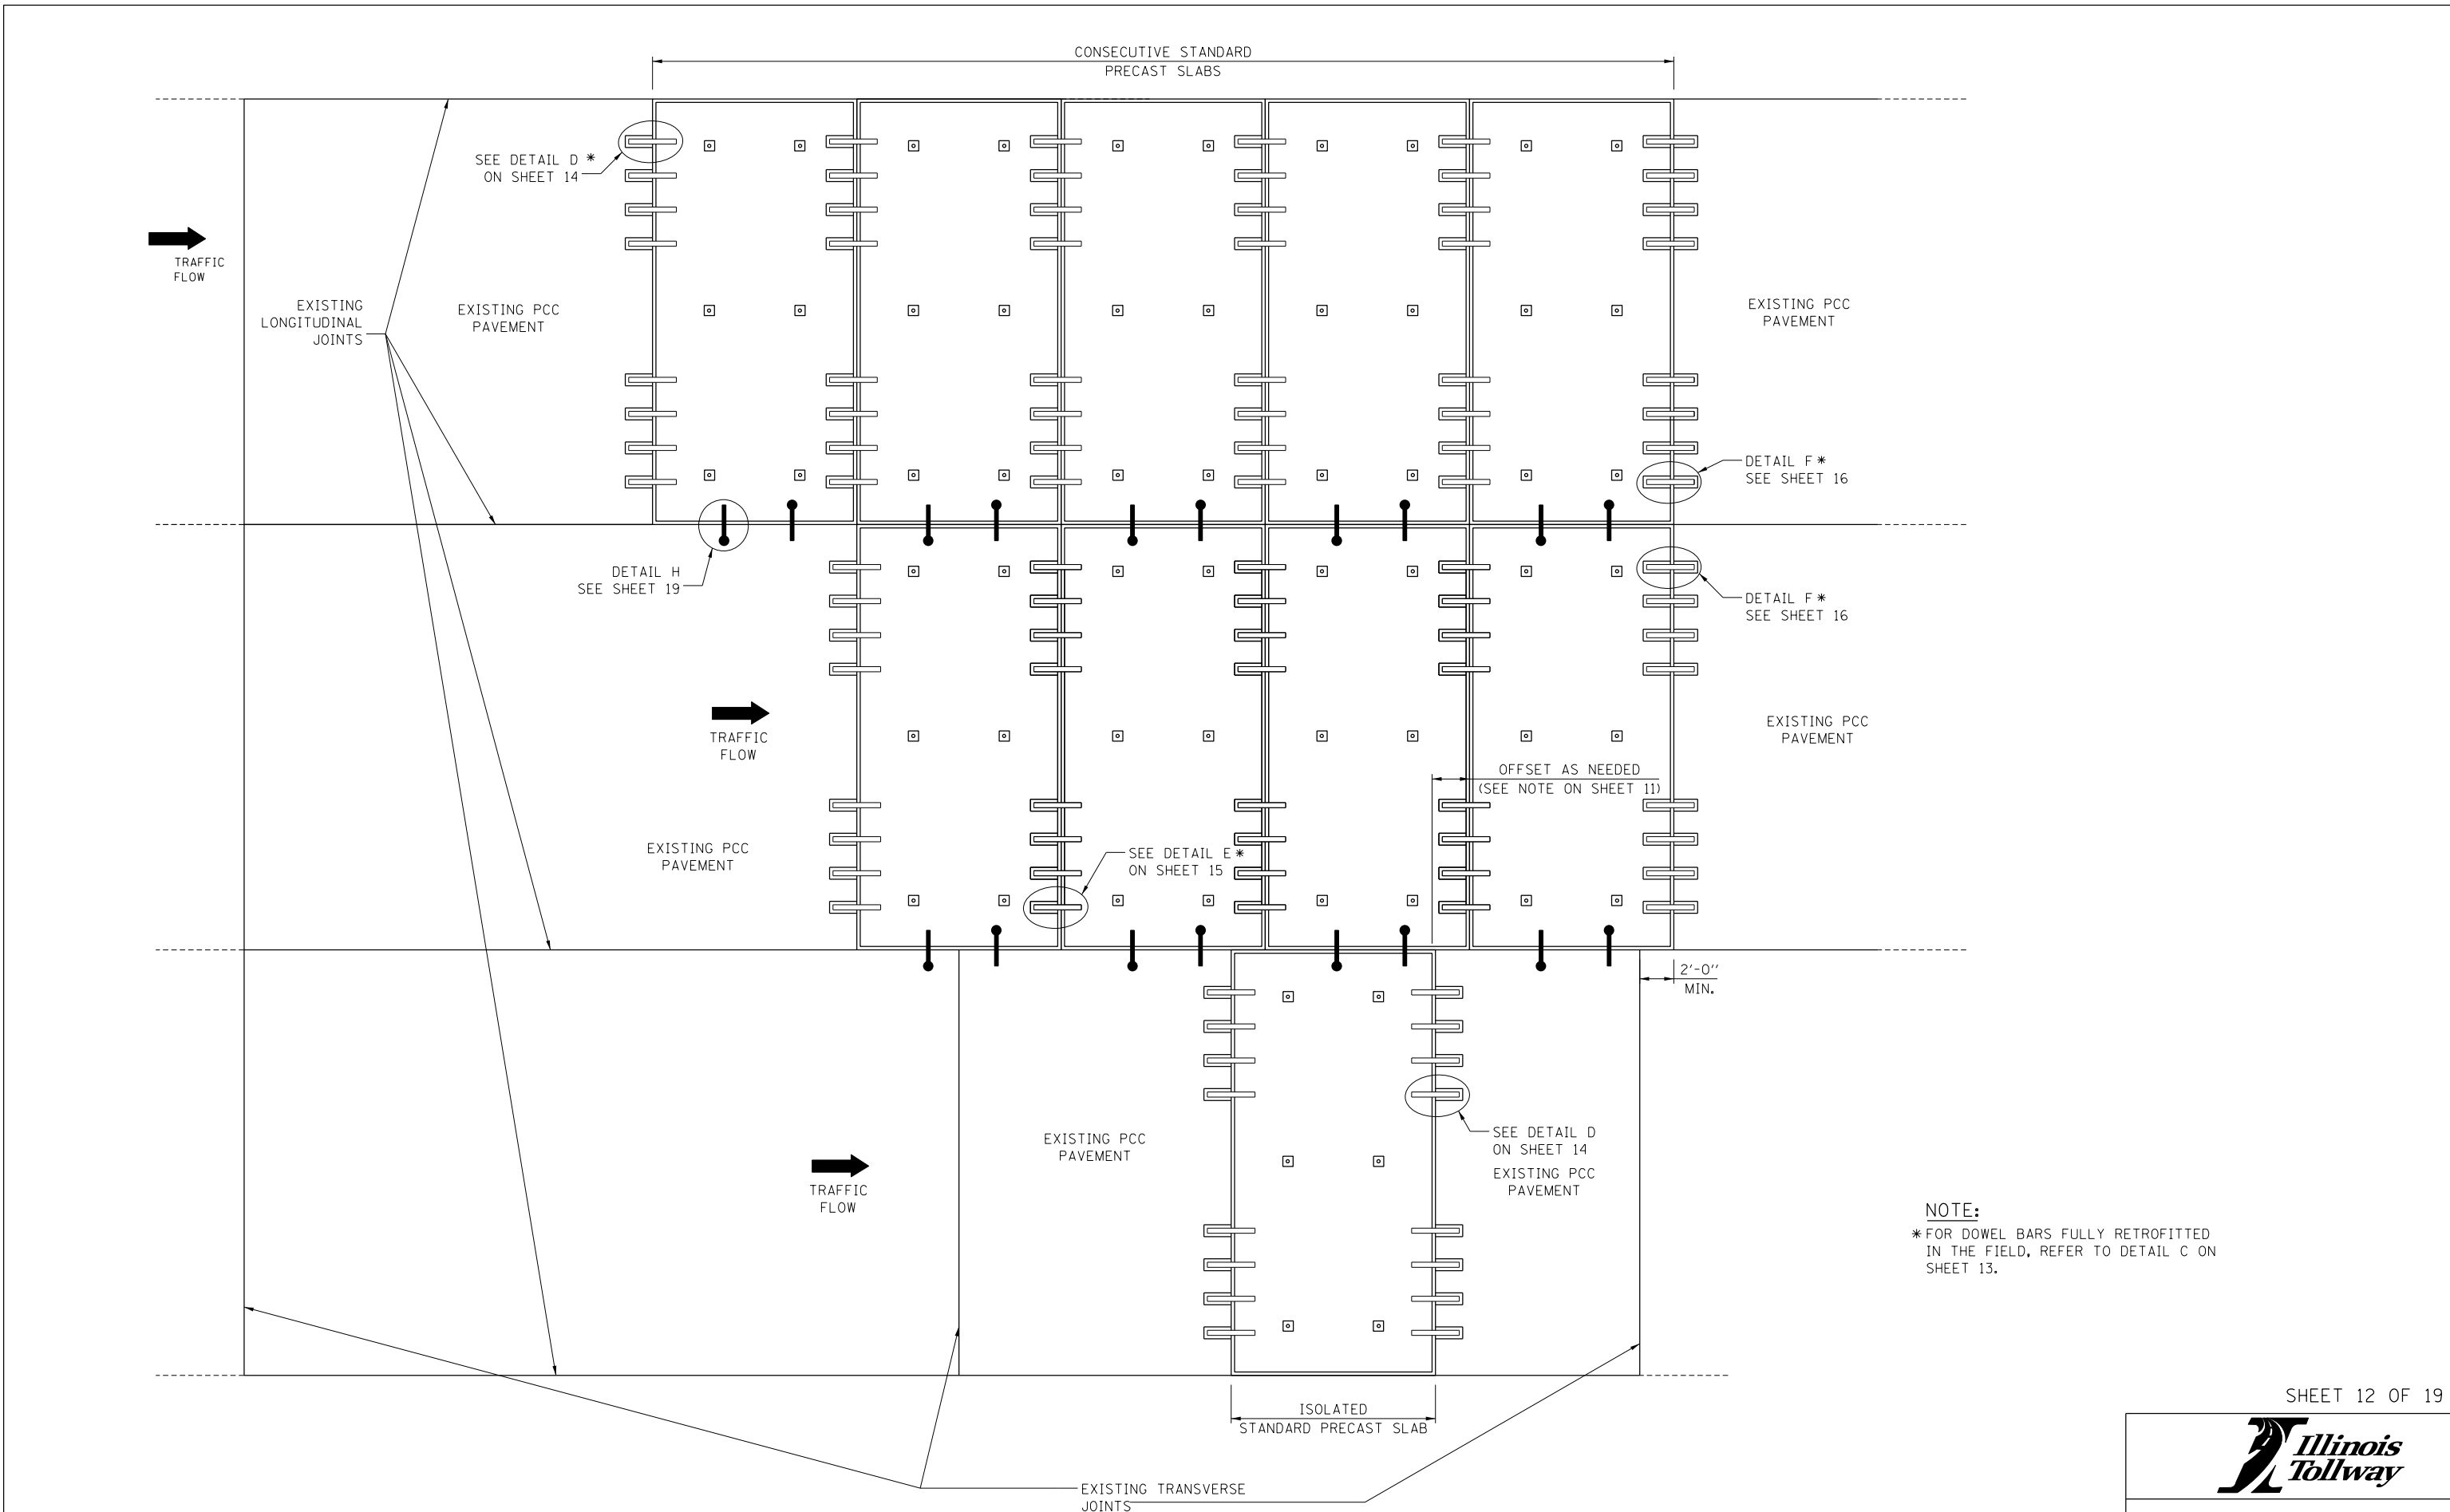 CONSECUTIVE STANDARD
PRECAST SLABS
SEE DETAIL D *
ON SHEET 14
TRAFFIC
FLOW
EXISTING
LONGITUDINAL
JOINTS
EXISTING PCC
PAVEMENT
EXISTING PCC
PAVEMENT
DETAIL F *
SEE SHEET 16
DETAIL H
SEE SHEET 19
DETAIL F *
SEE SHEET 16
TRAFFIC
FLOW
EXISTING PCC
PAVEMENT
OFFSET AS NEEDED
(SEE NOTE ON SHEET 11)
EXISTING PCC
PAVEMENT
SEE DETAIL E *
ON SHEET 15
2'-0''
MIN.
EXISTING PCC
PAVEMENT
SEE DETAIL D
ON SHEET 14
EXISTING PCC
PAVEMENT
TRAFFIC
FLOW
NOTE:
* FOR DOWEL BARS FULLY RETROFITTED
IN THE FIELD, REFER TO DETAIL C ON
SHEET 13.
ISOLATED
STANDARD PRECAST SLAB
EXISTING TRANSVERSE
JOINTS
SHEET 12 OF 19
Illinois
Tollway